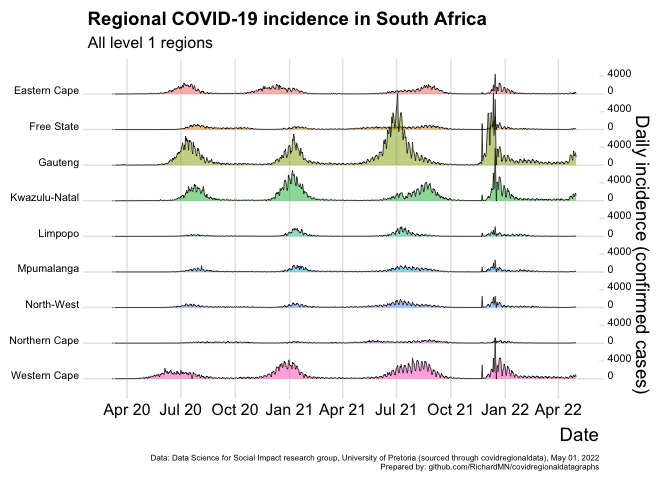 Regional COVID-19 incidence in South Africa
All level 1 regions
Eastern Cape
Free State
Gauteng
Kwazulu-Natal
Limpopo
Mpumalanga
North-West
Northern Cape
Western Cape
4000
0
4000
0
4000
0
4000
0
4000
0
4000
0
4000
0
4000
0
4000
0
Daily incidence (confirmed cases)
Apr 20 Jul 20 Oct 20 Jan 21 Apr 21 Jul 21 Oct 21 Jan 22 Apr 22
Date
Data: Data Science for Social Impact research group, University of Pretoria (sourced through covidregionaldata), May 01, 2022
Prepared by: github.com/RichardMN/covidregionaldatagraphs